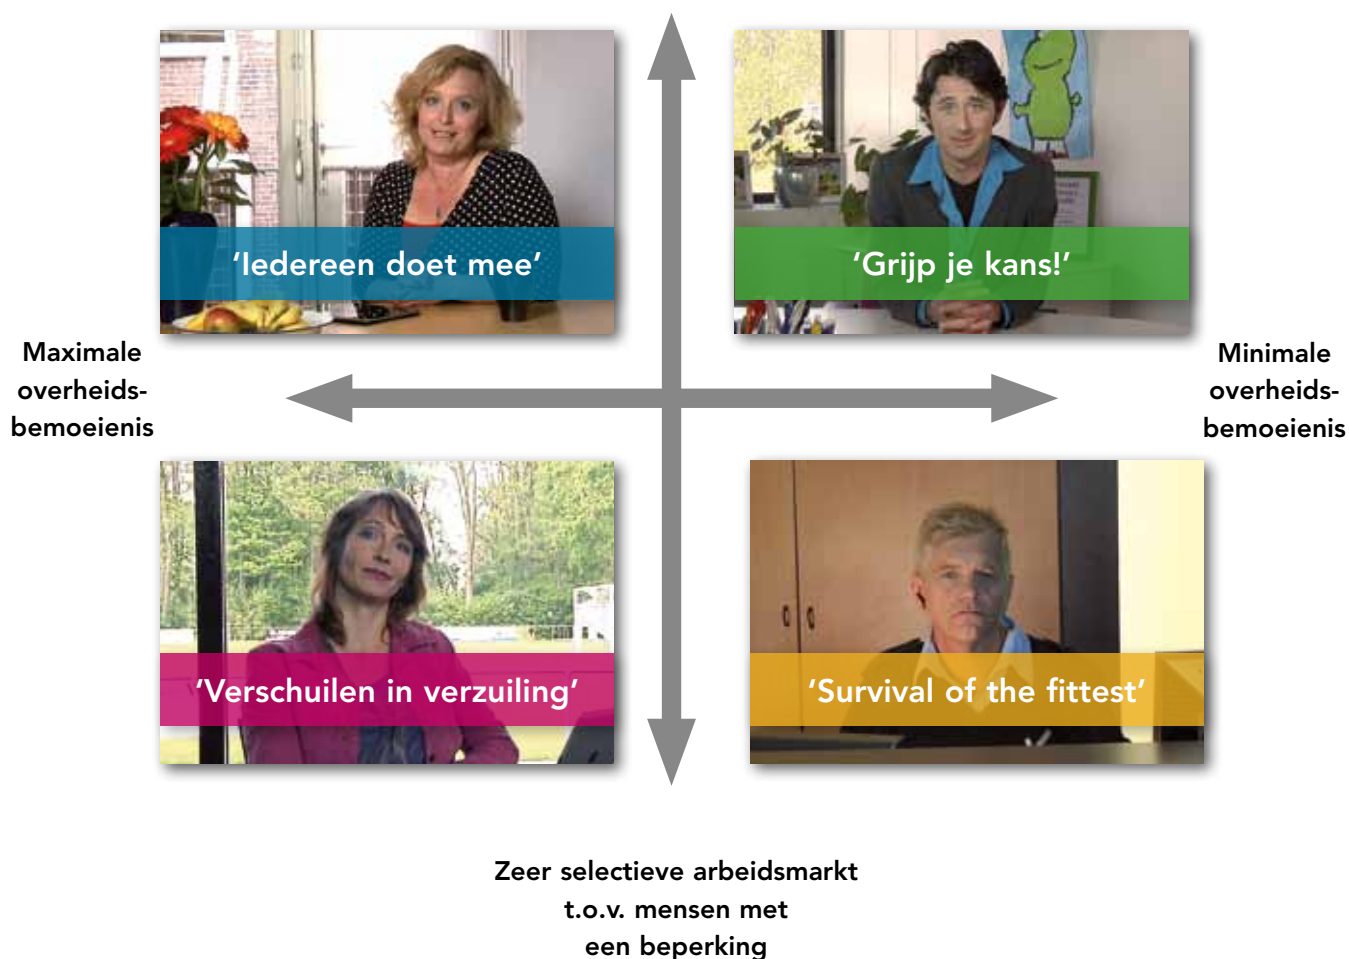 'Iedereen doet mee'
'Grijp je kans!'
Maximale
overheids-
bemoeienis
Minimale
overheids-
bemoeienis
'Verschuilen in verzuiling'
'Survival of the fittest'
Zeer selectieve arbeidsmarkt
t.o.v. mensen met
een beperking